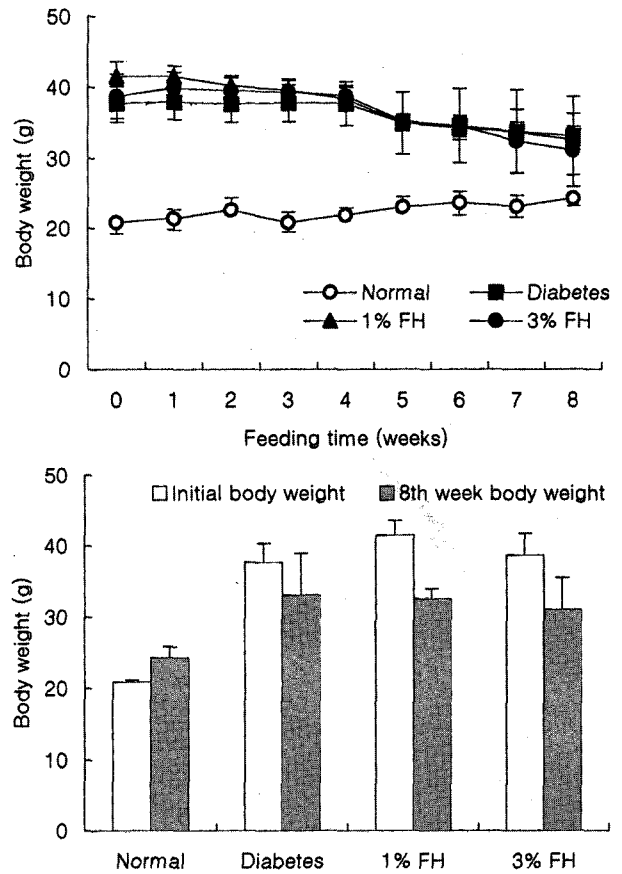 50
40
30
20
10
0
Body weight (g)
Normal
Diabetes
1% FH
3% FH
0 1 2 3 4 5 6 7 8
Feeding time (weeks)
50
40
30
20
10
0
Body weight (g)
Initial body weight
8th week body weight
Normal Diabetes 1% FH 3% FH